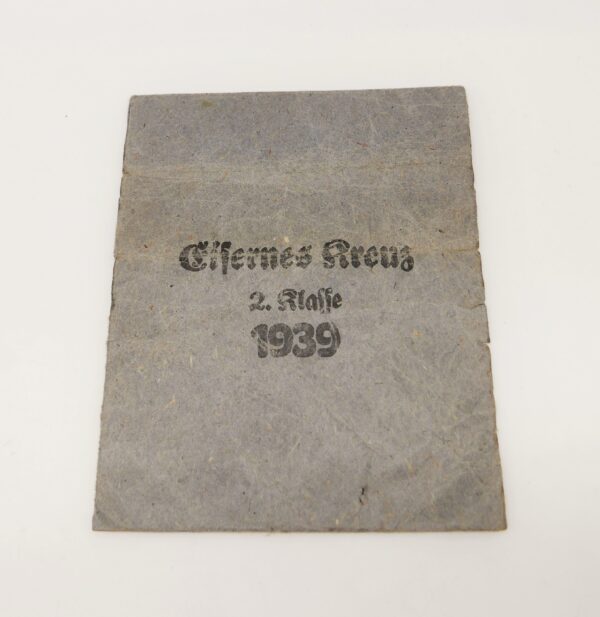 Eisernes Kreuz
2. Klasse
1939